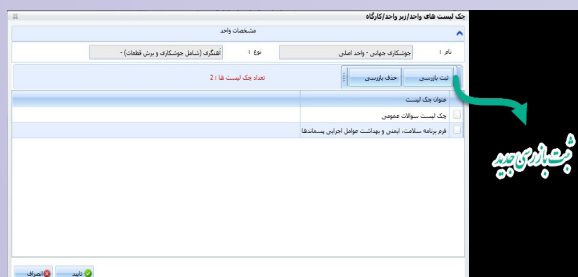 چک لیست های واحد/زیر واحد/کارگاه
مشخصات واحد
نام : جوشکاری جهانی - واحد اصلی نوع : آهنگری (شامل جوشکاری و برش قطعات) -
ثبت بازرسی حذف بازرسی تعداد چک لیست ها : 2
عنوان چک لیست
چک لیست سوالات عمومی
فرم برنامه سلامت، ایمنی و بهداشت عوامل اجرایی پسماندها
ثبت بازرسی جدید
تایید انصراف